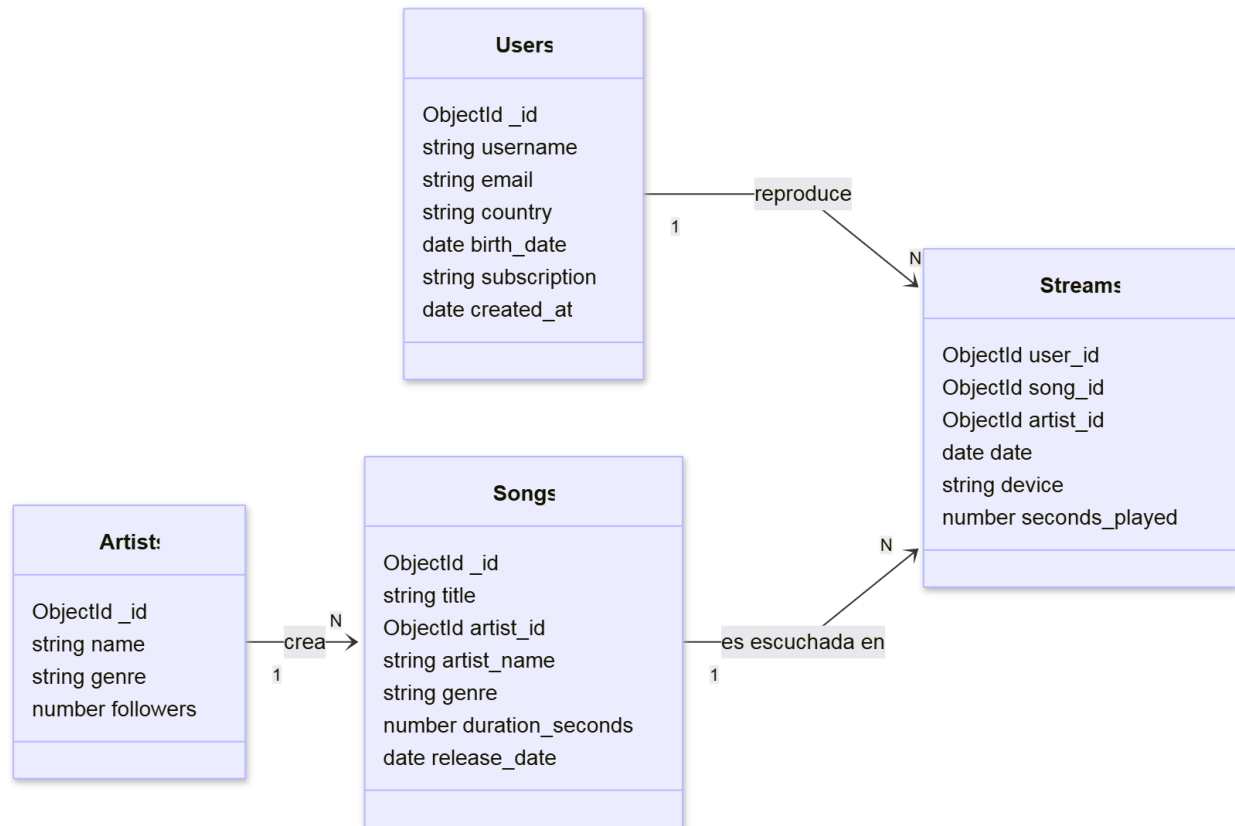 Users
ObjectId _id
string username
string email
string country
date birth_date
string subscription
date created_at
reproduce
1
N
Streams
ObjectId user_id
ObjectId song_id
ObjectId artist_id
date date
string device
number seconds_played
Artists
ObjectId _id
string name
string genre
number followers
crea
1
N
Songs
ObjectId _id
string title
ObjectId artist_id
string artist_name
string genre
number duration_seconds
date release_date
es escuchada en
1
N